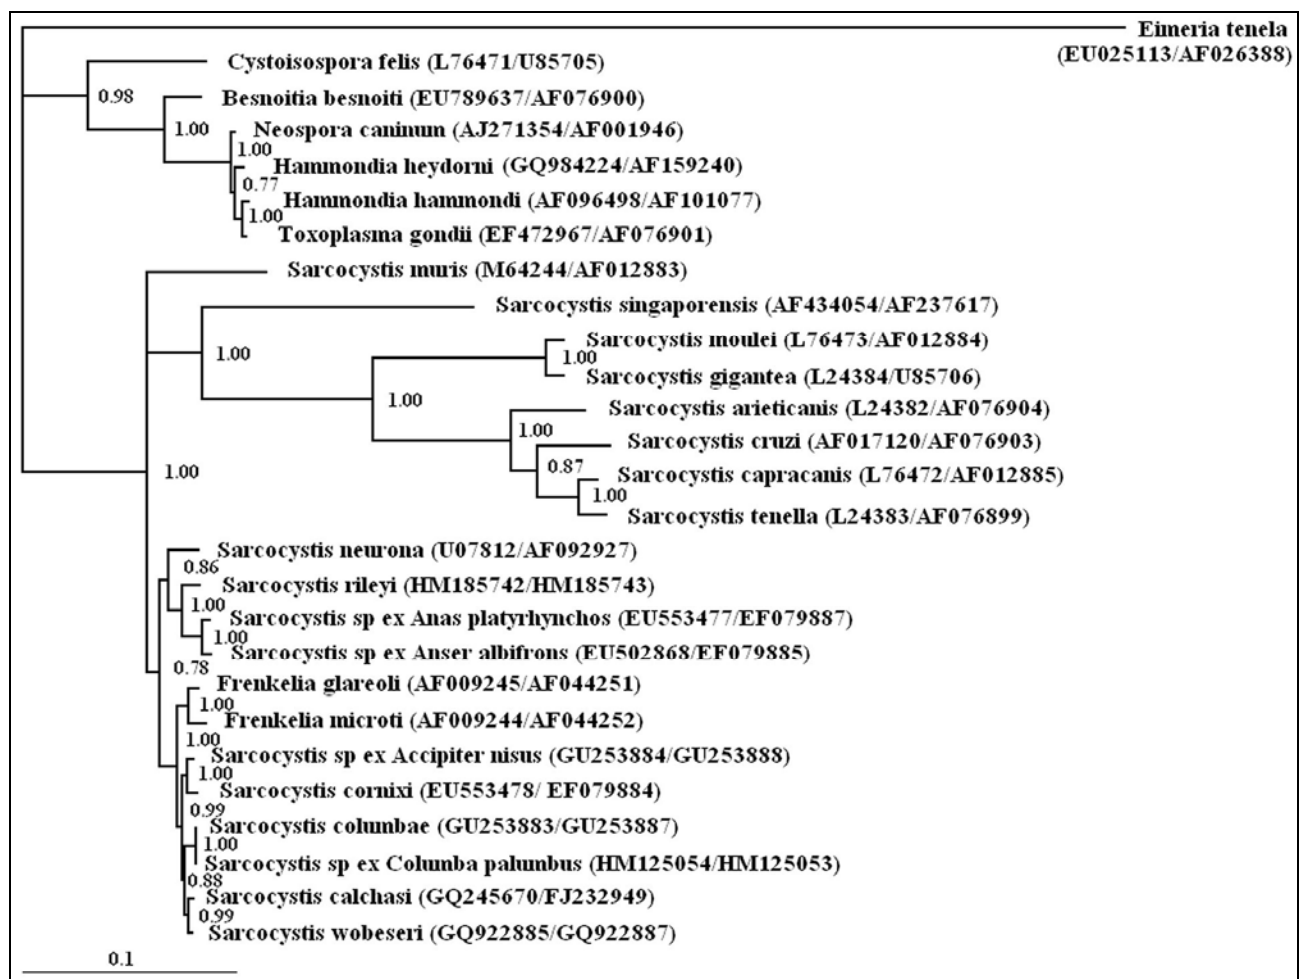 Eimeria tenela
(EU025113/AF026388)
Cystoisospora felis (L76471/U85705)
0.98
Besnoitia besnoiti (EU789637/AF076900)
1.00
Neospora caninum (AJ271354/AF001946)
1.00
Hammondia heydorni (GQ984224/AF159240)
0.77
Hammondia hammondi (AF096498/AF101077)
1.00
Toxoplasma gondii (EF472967/AF076901)
Sarcocystis muris (M64244/AF012883)
Sarcocystis singaporensis (AF434054/AF237617)
1.00
Sarcocystis moulei (L76473/AF012884)
1.00
Sarcocystis gigantea (L24384/U85706)
1.00
Sarcocystis arieticanis (L24382/AF076904)
1.00
Sarcocystis cruzi (AF017120/AF076903)
0.87
Sarcocystis capracanis (L76472/AF012885)
1.00
1.00
Sarcocystis tenella (L24383/AF076899)
Sarcocystis neurona (U07812/AF092927)
0.86
Sarcocystis rileyi (HM185742/HM185743)
1.00
Sarcocystis sp ex Anas platyrhynchos (EU553477/EF079887)
1.00
Sarcocystis sp ex Anser albifrons (EU502868/EF079885)
0.78
Frenkelia glareoli (AF009245/AF044251)
1.00
Frenkelia microti (AF009244/AF044252)
1.00
Sarcocystis sp ex Accipiter nisus (GU253884/GU253888)
1.00
Sarcocystis cornixi (EU553478/ EF079884)
0.99
Sarcocystis columbae (GU253883/GU253887)
1.00
Sarcocystis sp ex Columba palumbus (HM125054/HM125053)
0.88
Sarcocystis calchasi (GQ245670/FJ232949)
0.99
Sarcocystis wobeseri (GQ922885/GQ922887)
0.1